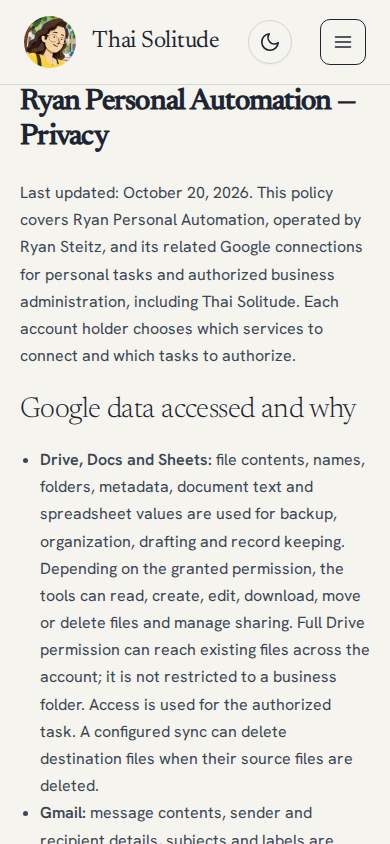 Thai Solitude
Ryan Personal Automation –
Privacy
Last updated: October 20, 2026. This policy
covers Ryan Personal Automation, operated by
Ryan Steitz, and its related Google connections
for personal tasks and authorized business
administration, including Thai Solitude. Each
account holder chooses which services to
connect and which tasks to authorize.
Google data accessed and why
• Drive, Docs and Sheets: file contents, names,
folders, metadata, document text and
spreadsheet values are used for backup,
organization, drafting and record keeping.
Depending on the granted permission, the
tools can read, create, edit, download, move
or delete files and manage sharing. Full Drive
permission can reach existing files across the
account; it is not restricted to a business
folder. Access is used for the authorized
task. A configured sync can delete
destination files when their source files are
deleted.
• Gmail: message contents, sender and
recipient details, subjects and labels are